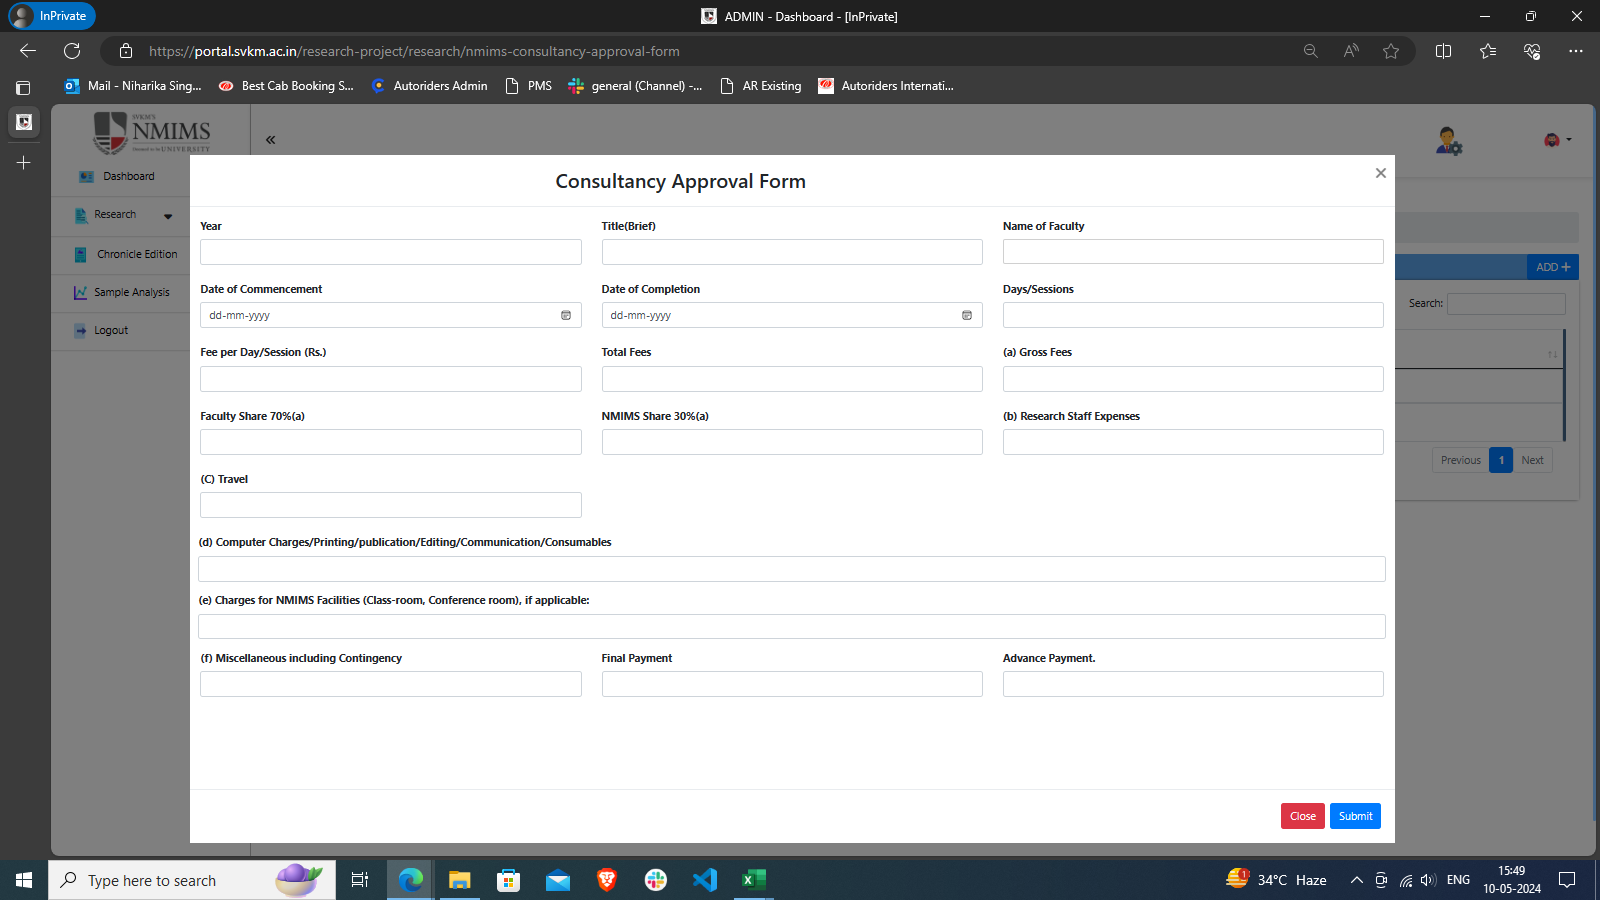 InPrivate
ADMIN - Dashboard - [InPrivate]
https://portal.svkm.ac.in/research-project/research/nmims-consultancy-approval-form
Mail - Niharika Sing...
Best Cab Booking S...
Autoriders Admin
PMS
general (Channel) -...
AR Existing
Autoriders Internati...
SVKM'S
NMIMS
UNIVERSITY
«
Dashboard
Research
Chronicle Edition
Sample Analysis
Logout
Consultancy Approval Form
×
Year
Title(Brief)
Name of Faculty
Date of Commencement
Date of Completion
Days/Sessions
dd-mm-yyyy
dd-mm-yyyy
Fee per Day/Session (Rs.)
Total Fees
(a) Gross Fees
Faculty Share 70%(a)
NMIMS Share 30%(a)
(b) Research Staff Expenses
(C) Travel
(d) Computer Charges/Printing/publication/Editing/Communication/Consumables
(e) Charges for NMIMS Facilities (Class-room, Conference room), if applicable:
(f) Miscellaneous including Contingency
Final Payment
Advance Payment.
Close
Submit
ADD +
Search:
Previous
1
Next
Type here to search
1
34°C Haze
ENG
15:49
10-05-2024